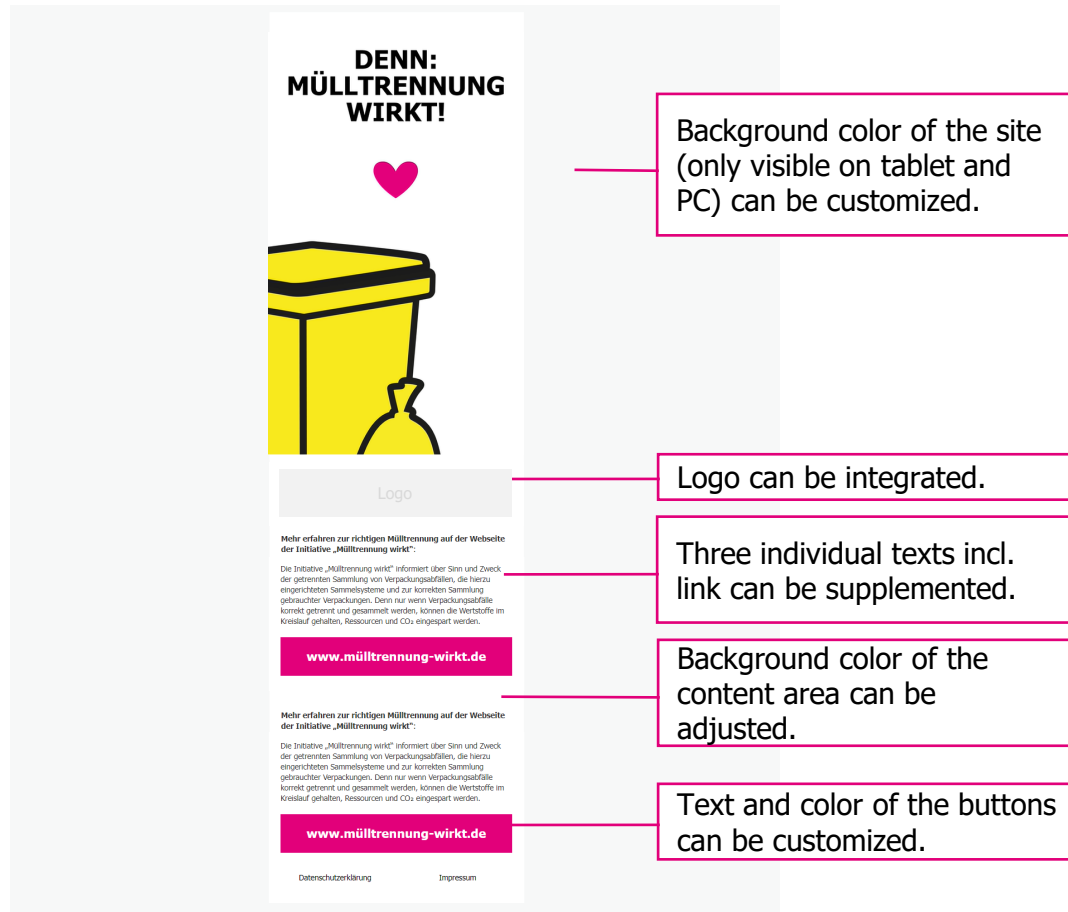 DENN:
MÜLLTRENNUNG
WIRKT!
Background color of the site
(only visible on tablet and
PC) can be customized.
Logo
Logo can be integrated.
Mehr erfahren zur richtigen Mülltrennung auf der Webseite
der Initiative „Mülltrennung wirkt“:
Die Initiative „Mülltrennung wirkt“ informiert über Sinn und Zweck
der getrennten Sammlung von Verpackungsabfällen, die hierzu
eingerichteten Sammelsysteme und zur korrekten Sammlung
gebrauchter Verpackungen. Denn nur wenn Verpackungsabfälle
korrekt getrennt und gesammelt werden, können die Wertstoffe im
Kreislauf gehalten, Ressourcen und CO₂ eingespart werden.
Three individual texts incl.
link can be supplemented.
www.mülltrennung-wirkt.de
Background color of the
content area can be
adjusted.
Mehr erfahren zur richtigen Mülltrennung auf der Webseite
der Initiative „Mülltrennung wirkt“:
Die Initiative „Mülltrennung wirkt“ informiert über Sinn und Zweck
der getrennten Sammlung von Verpackungsabfällen, die hierzu
eingerichteten Sammelsysteme und zur korrekten Sammlung
gebrauchter Verpackungen. Denn nur wenn Verpackungsabfälle
korrekt getrennt und gesammelt werden, können die Wertstoffe im
Kreislauf gehalten, Ressourcen und CO₂ eingespart werden.
www.mülltrennung-wirkt.de
Text and color of the buttons
can be customized.
Datenschutzerklärung
Impressum